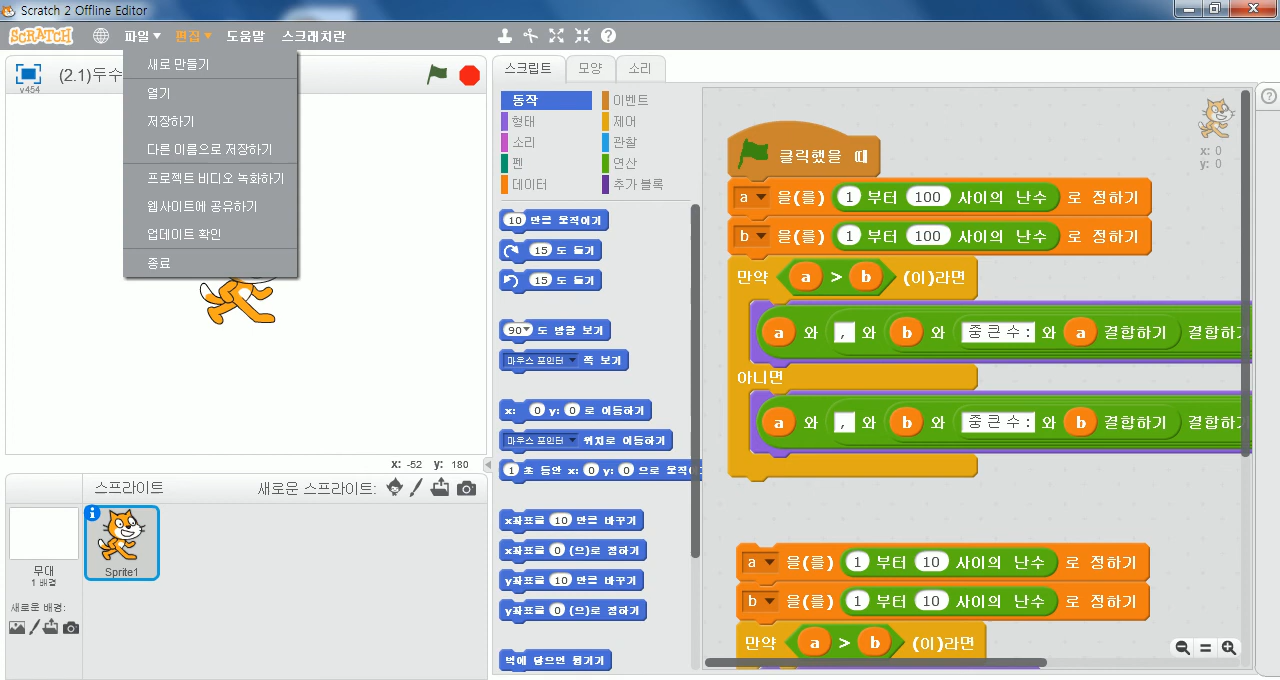 Scratch 2 Offline Editor
SCRATCH 파일 편집 도움말 스크래치란
새로 만들기
열기
저장하기
다른 이름으로 저장하기
프로젝트 비디오 녹화하기
웹사이트에 공유하기
업데이트 확인
종료
v454
(2.1)두수
x: -52 y: 180
스프라이트 새로운 스프라이트:
무대
1 배경
Sprite1
새로운 배경:
스크립트 모양 소리
동작 이벤트
형태 제어
소리 관찰
펜 연산
데이터 추가 블록
10 만큼 움직이기
15 도 돌기
15 도 돌기
90 도 방향 보기
마우스 포인터 쪽 보기
x: 0 y: 0 로 이동하기
마우스 포인터 위치로 이동하기
1 초 동안 x: 0 y: 0 으로 움직이
x좌표를 10 만큼 바꾸기
x좌표를 0 (으)로 정하기
y좌표를 10 만큼 바꾸기
y좌표를 0 (으)로 정하기
벽에 닿으면 튕기기
x: 0
y: 0
클릭했을 때
a 을(를) 1 부터 100 사이의 난수 로 정하기
b 을(를) 1 부터 100 사이의 난수 로 정하기
만약 a > b (이)라면
a 와 , 와 b 와 중 큰 수 : 와 a 결합하기 결합하기
아니면
a 와 , 와 b 와 중 큰 수 : 와 b 결합하기 결합하기
a 을(를) 1 부터 10 사이의 난수 로 정하기
b 을(를) 1 부터 10 사이의 난수 로 정하기
만약 a > b (이)라면